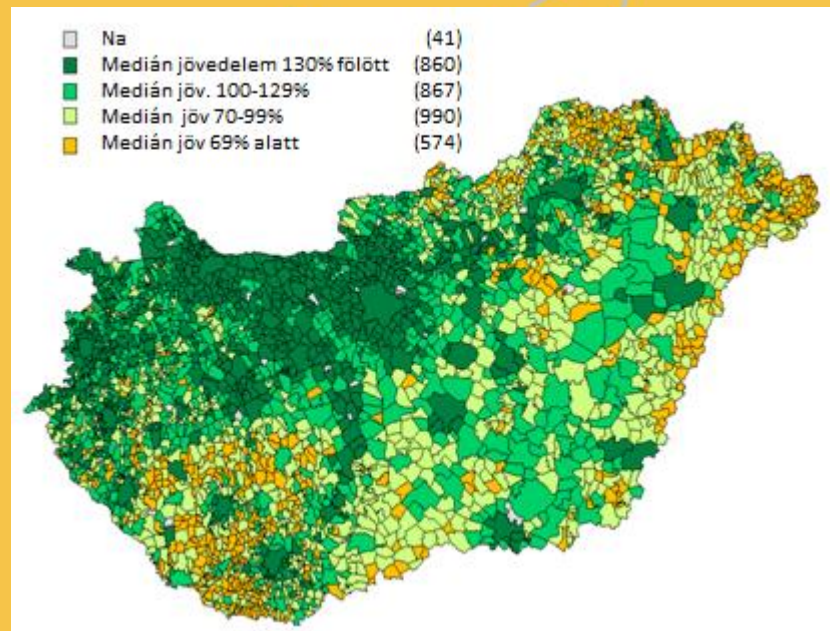 Na (41)
Medián jövedelem 130% fölött (860)
Medián jöv. 100-129% (867)
Medián jöv 70-99% (990)
Medián jöv 69% alatt (574)